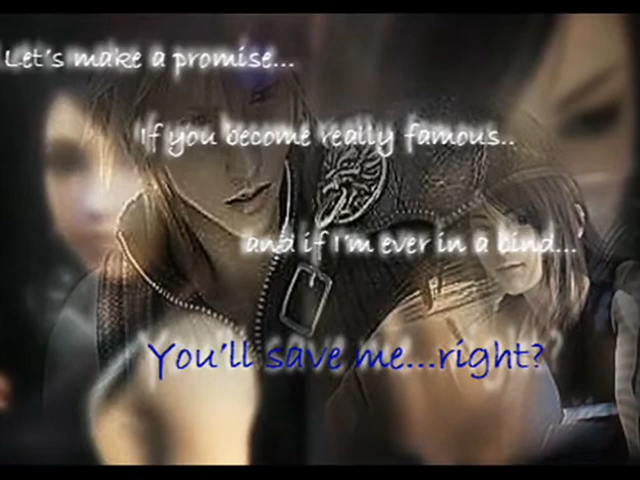 Let's make a promise...
If you become really famous..
and if I'm ever in a bind...
You'll save me...right?